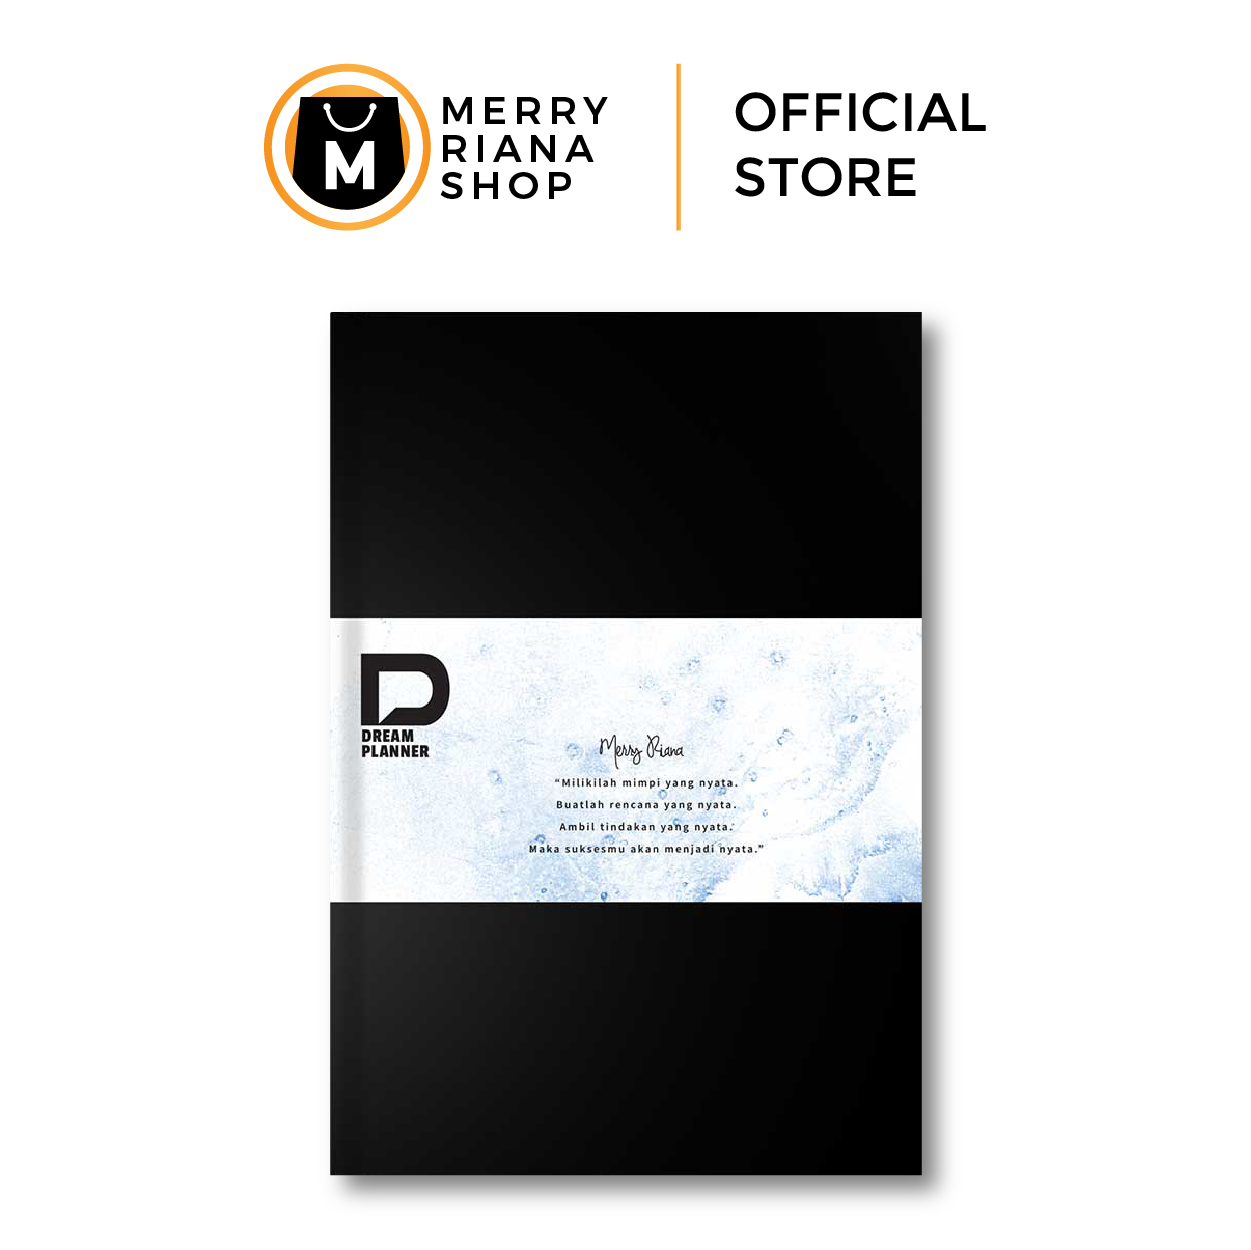 M
MERRY
RIANA
SHOP
OFFICIAL
STORE
DREAM
PLANNER
Merry Riana
"Milikilah mimpi yang nyata.
Buatlah rencana yang nyata.
Ambil tindakan yang nyata.
Maka suksesmu akan menjadi nyata."